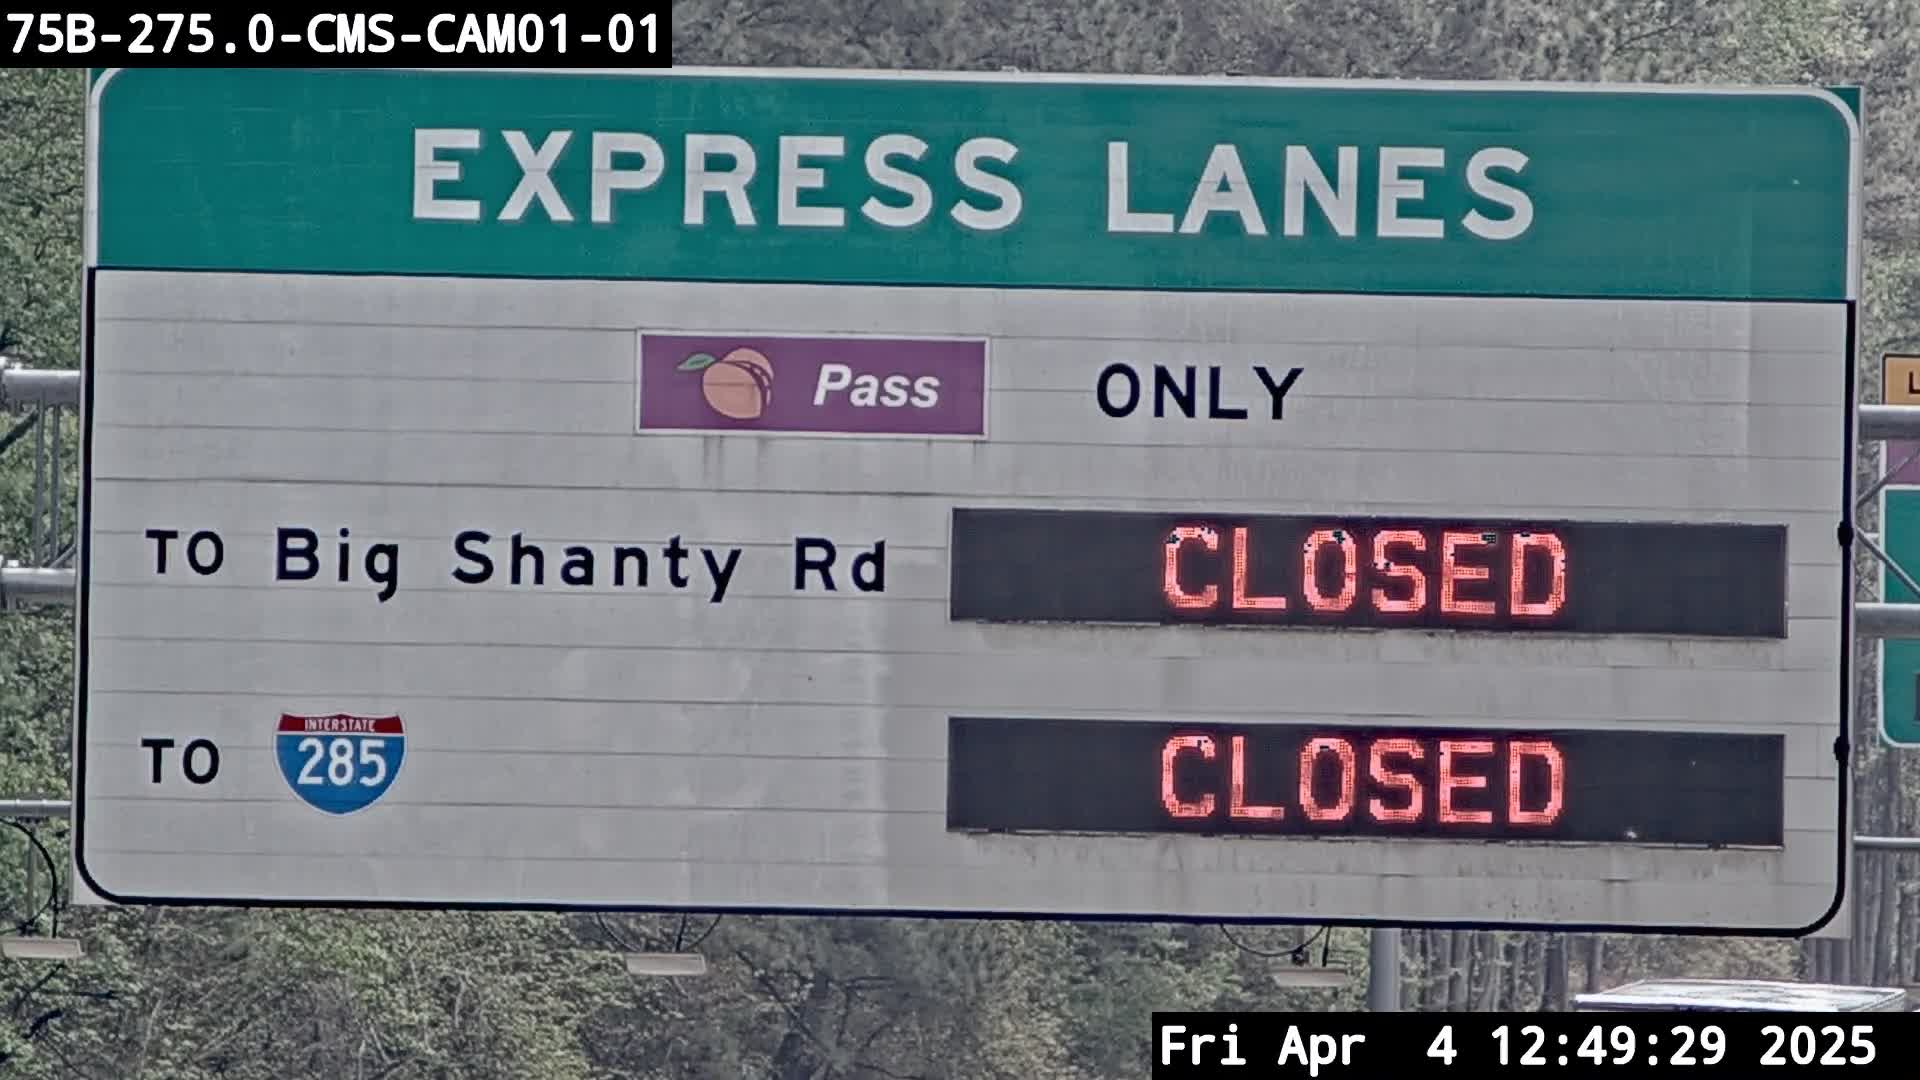 75B-275.0-CMS-CAM01-01
EXPRESS LANES
Pass ONLY
TO Big Shanty Rd CLOSED
TO INTERSTATE 285 CLOSED
Fri Apr 4 12:49:29 2025